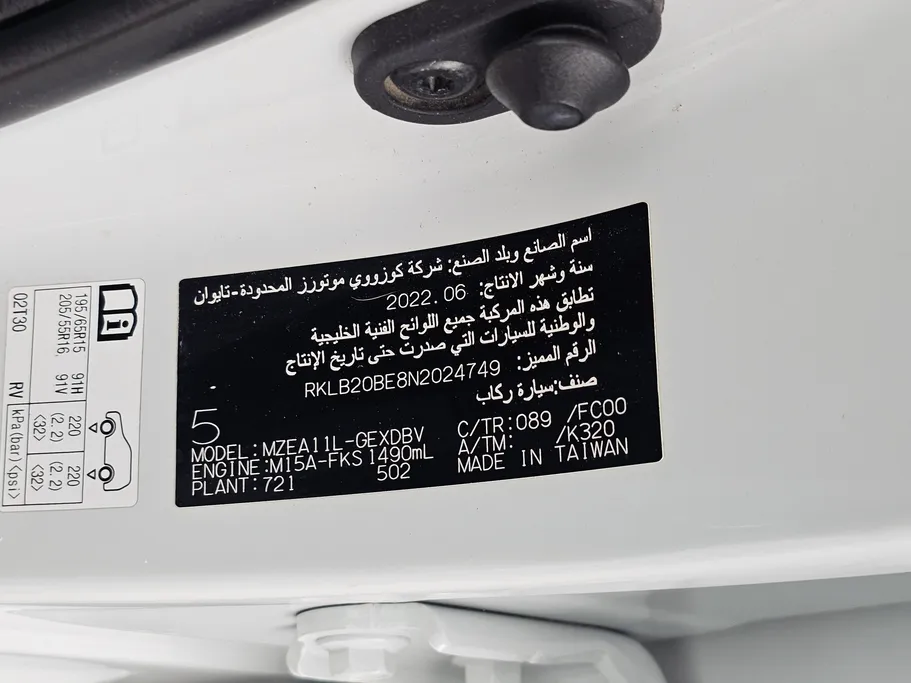 اسم الصانع وبلد الصنع: شركة كوزووي موتورز المحدودة-تايوان
سنة وشهر الانتاج: 2022.06
تطابق هذه المركبة جميع اللوائح الفنية الخليجية
والوطنية للسيارات التي صدرت حتى تاريخ الإنتاج
الرقم المميز: RKLB20BE8N2024749
صنف:سيارة ركاب
5
MODEL:MZEA11L-GEXDBV C/TR:089 /FC00
ENGINE:M15A-FKS 1490mL A/TM: /K320
PLANT:721 502 MADE IN TAIWAN
195/65R15 91H 220 (2.2) <32> 220 (2.2) <32>
205/55R16 91V
02T30 RV kPa(bar) <psi>